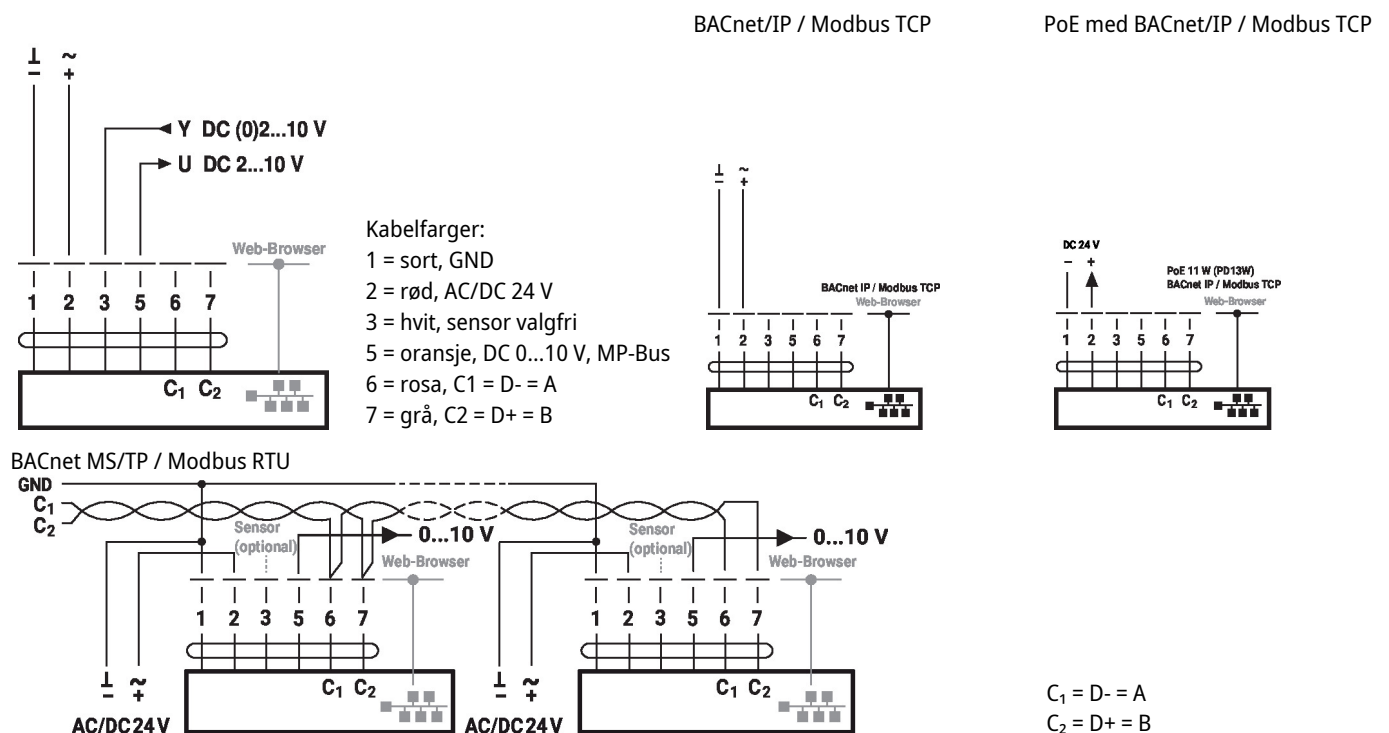 BACnet/IP / Modbus TCP
PoE med BACnet/IP / Modbus TCP
⊥ ~
– +
Y DC (0)2...10 V
U DC 2...10 V
Web-Browser
1 2 3 5 6 7
C₁ C₂
Kabelfarger:
1 = sort, GND
2 = rød, AC/DC 24 V
3 = hvit, sensor valgfri
5 = oransje, DC 0...10 V, MP-Bus
6 = rosa, C1 = D- = A
7 = grå, C2 = D+ = B
⊥ ~
– +
BACnet IP / Modbus TCP
Web-Browser
1 2 3 5 6 7
C₁ C₂
DC 24 V
– +
PoE 11 W (PD13W)
BACnet IP / Modbus TCP
Web-Browser
1 2 3 5 6 7
C₁ C₂
BACnet MS/TP / Modbus RTU
GND
C₁
C₂
Sensor
(optional)
0...10 V
Web-Browser
1 2 3 5 6 7
C₁ C₂
⊥ ~
– +
AC/DC 24 V
Sensor
(optional)
0...10 V
Web-Browser
1 2 3 5 6 7
C₁ C₂
⊥ ~
– +
AC/DC 24 V
C₁ = D- = A
C₂ = D+ = B